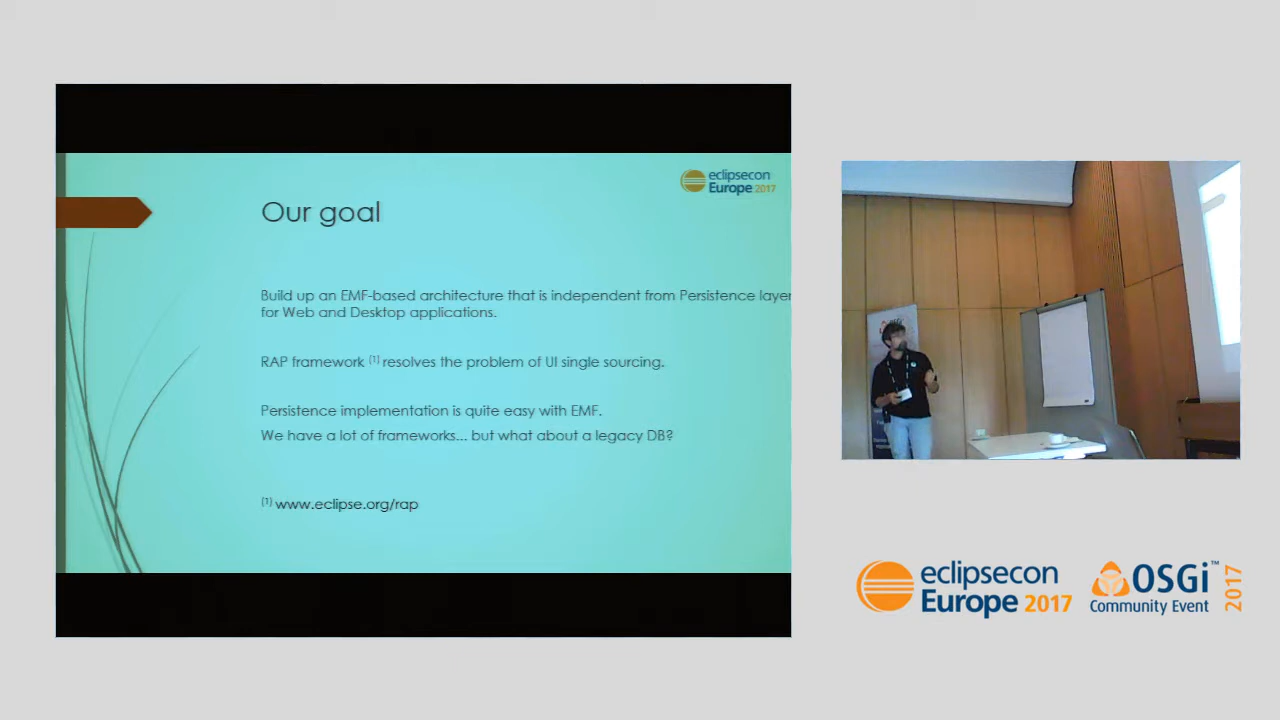 eclipsecon
Europe 2017
Our goal
Build up an EMF-based architecture that is independent from Persistence layer
for Web and Desktop applications.
RAP framework [1] resolves the problem of UI single sourcing.
Persistence implementation is quite easy with EMF.
We have a lot of frameworks... but what about a legacy DB?
[1] www.eclipse.org/rap
OSGi
eclipsecon
Europe 2017
OSGi™
Community Event
2017